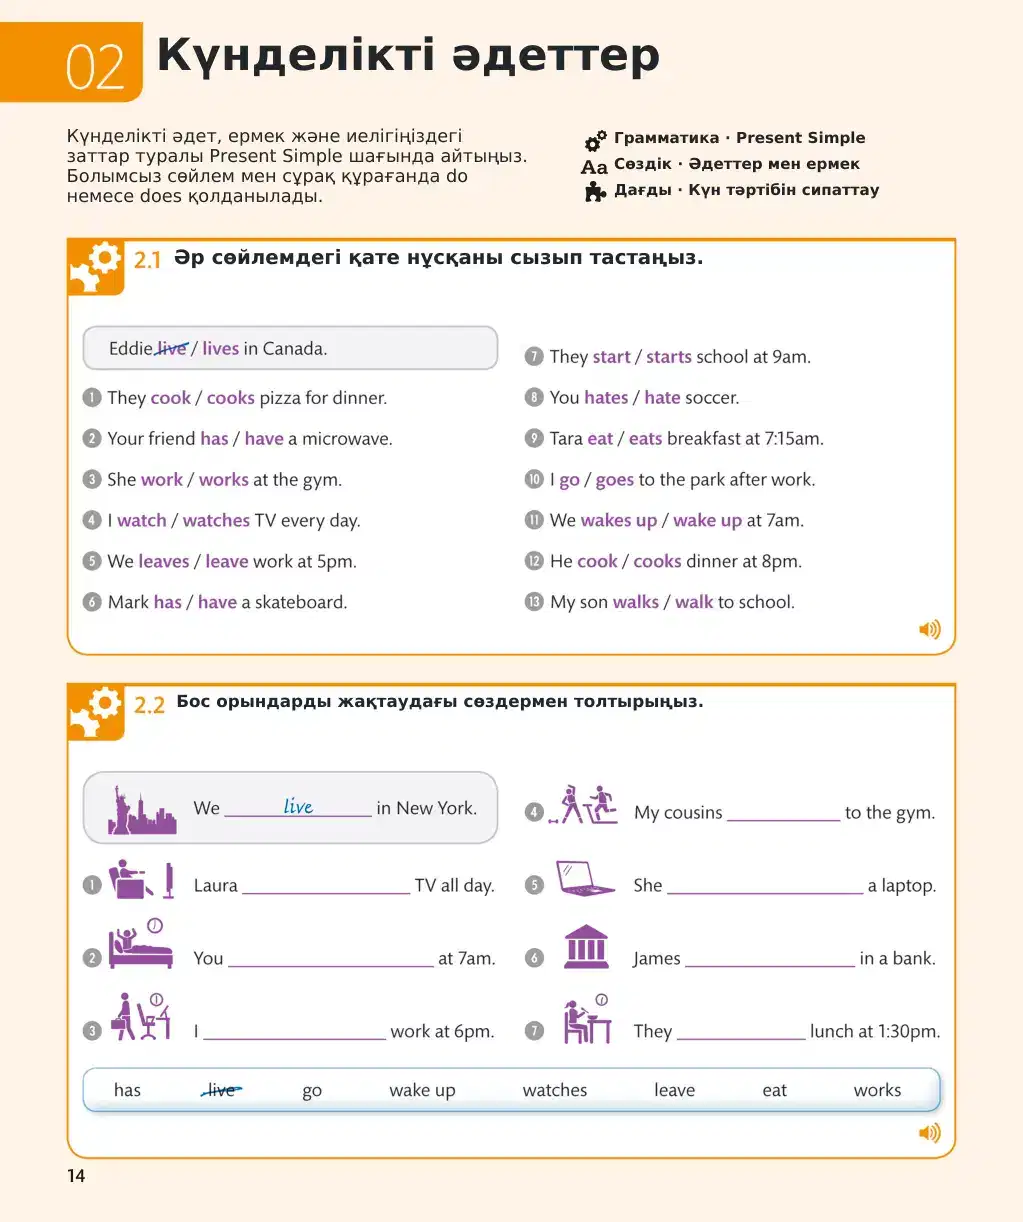 02
Күнделікті әдеттер
Күнделікті әдет, ермек және иелігіңіздегі
заттар туралы Present Simple шағында айтыңыз.
Болымсыз сөйлем мен сұрақ құрағанда do
немесе does қолданылады.
Грамматика · Present Simple
Aa Сөздік · Әдеттер мен ермек
Дағды · Күн тәртібін сипаттау
2.1 Әр сөйлемдегі қате нұсқаны сызып тастаңыз.
Eddie live / lives in Canada.
1 They cook / cooks pizza for dinner.
2 Your friend has / have a microwave.
3 She work / works at the gym.
4 I watch / watches TV every day.
5 We leaves / leave work at 5pm.
6 Mark has / have a skateboard.
7 They start / starts school at 9am.
8 You hates / hate soccer.
9 Tara eat / eats breakfast at 7:15am.
10 I go / goes to the park after work.
11 We wakes up / wake up at 7am.
12 He cook / cooks dinner at 8pm.
13 My son walks / walk to school.
2.2 Бос орындарды жақтаудағы сөздермен толтырыңыз.
We live in New York.
1 Laura ____ TV all day.
2 You ____ at 7am.
3 I ____ work at 6pm.
4 My cousins ____ to the gym.
5 She ____ a laptop.
6 James ____ in a bank.
7 They ____ lunch at 1:30pm.
has live go wake up watches leave eat works
14